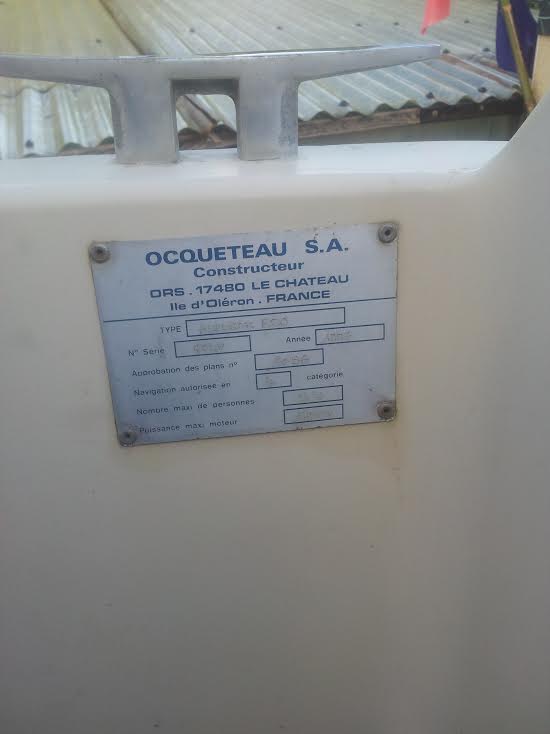 OCQUETEAU S.A.
Constructeur
ORS . 17480 LE CHATEAU
Ile d'Oléron . FRANCE
TYPE
N° Série Année
Approbation des plans n°
Navigation autorisée en catégorie
Nombre maxi de personnes
Puissance maxi moteur